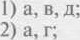 1) а, в, д;
2) а, г;